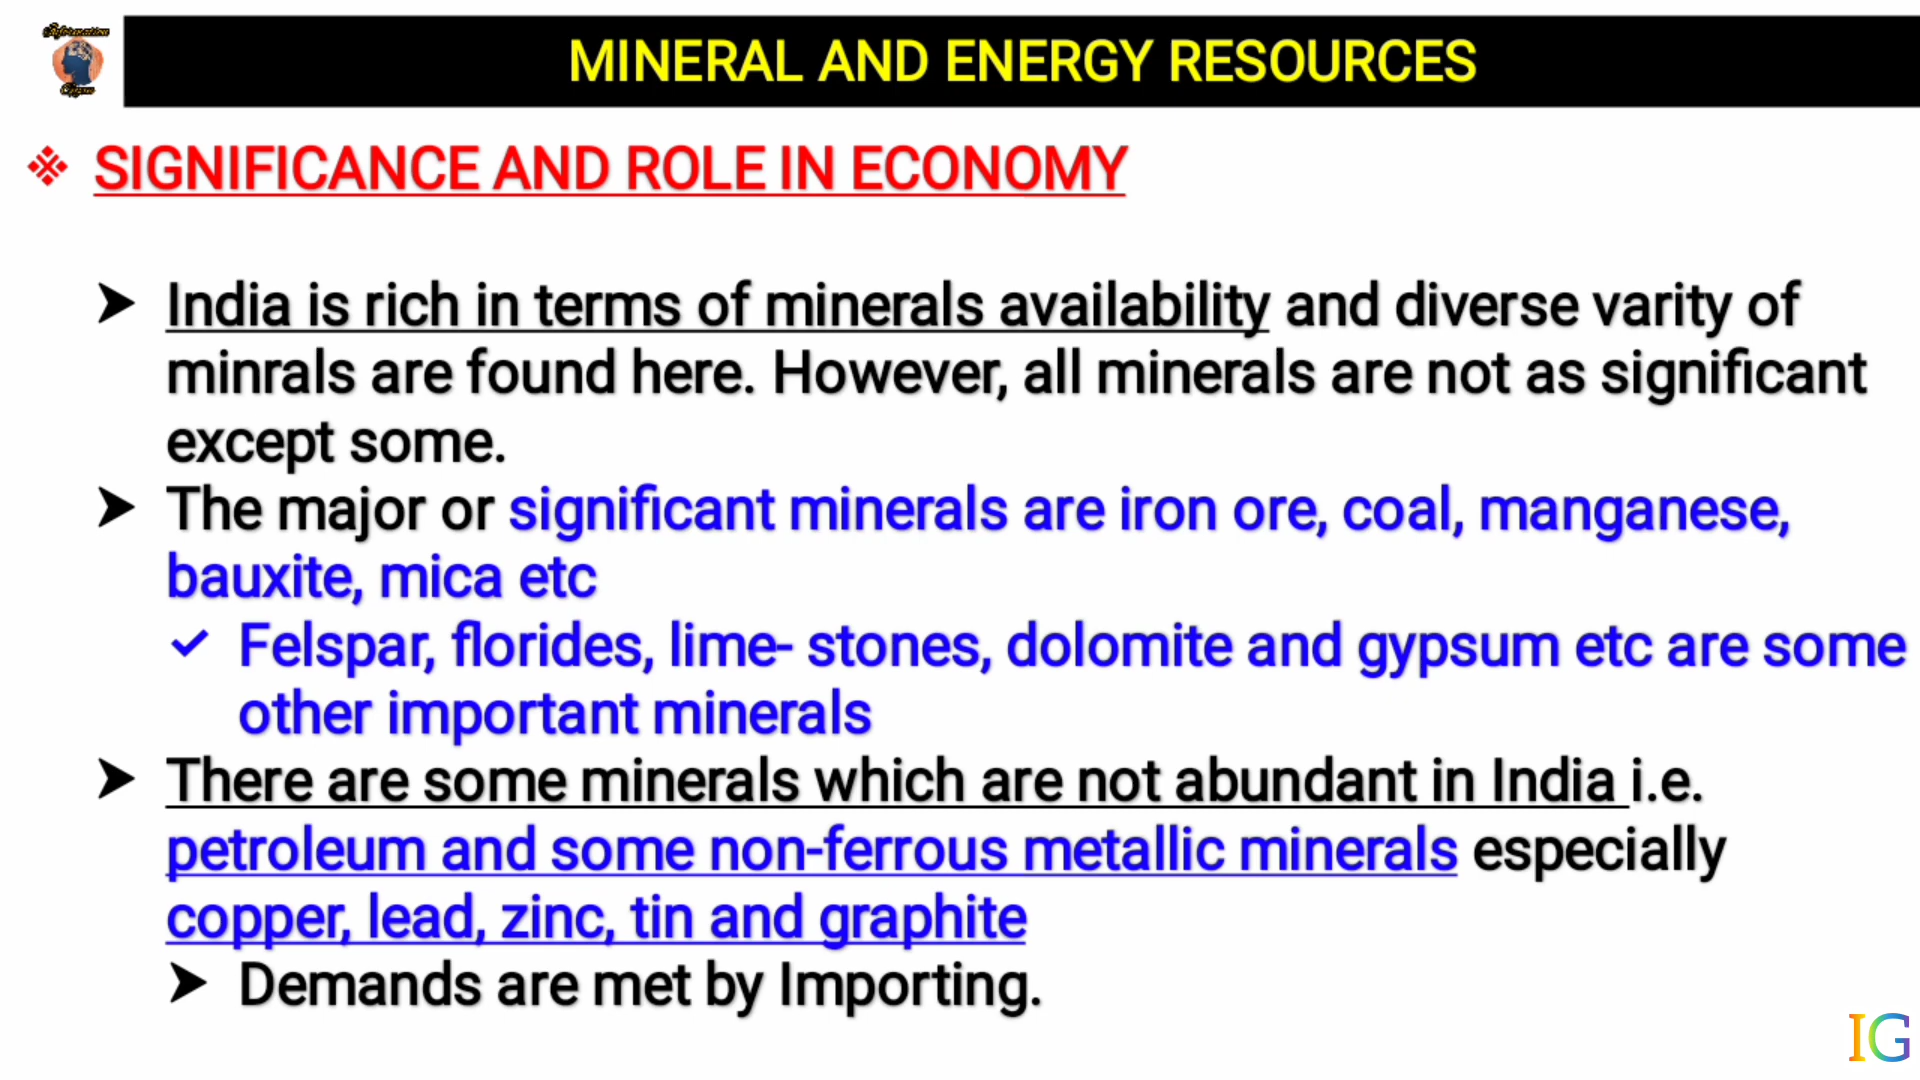 MINERAL AND ENERGY RESOURCES
SIGNIFICANCE AND ROLE IN ECONOMY
India is rich in terms of minerals availability and diverse varity of
minrals are found here. However, all minerals are not as significant
except some.
The major or significant minerals are iron ore, coal, manganese,
bauxite, mica etc
Felspar, florides, lime- stones, dolomite and gypsum etc are some
other important minerals
There are some minerals which are not abundant in India i.e.
petroleum and some non-ferrous metallic minerals especially
copper, lead, zinc, tin and graphite
Demands are met by Importing.
IG